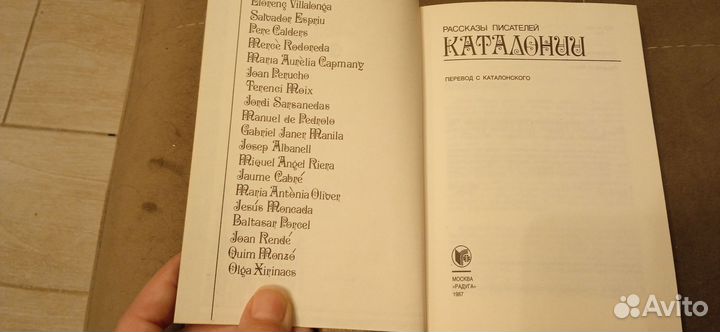 Llorenç Villalonga
Salvador Espriu
Pere Calders
Mercè Rodoreda
Maria Aurèlia Capmany
Joan Perucho
Terenci Moix
Jordi Sarsanedas
Manuel de Pedrolo
Gabriel Janer Manila
Josep Albanell
Miquel Angel Riera
Jaume Cabré
Maria Antònia Oliver
Jesús Moncada
Baltasar Porcel
Joan Rendé
Quim Monzó
Olga Xirinacs
РАССКАЗЫ ПИСАТЕЛЕЙ
КАТАЛОНИИ
ПЕРЕВОД С КАТАЛОНСКОГО
МОСКВА
«РАДУГА»
1987
Avito